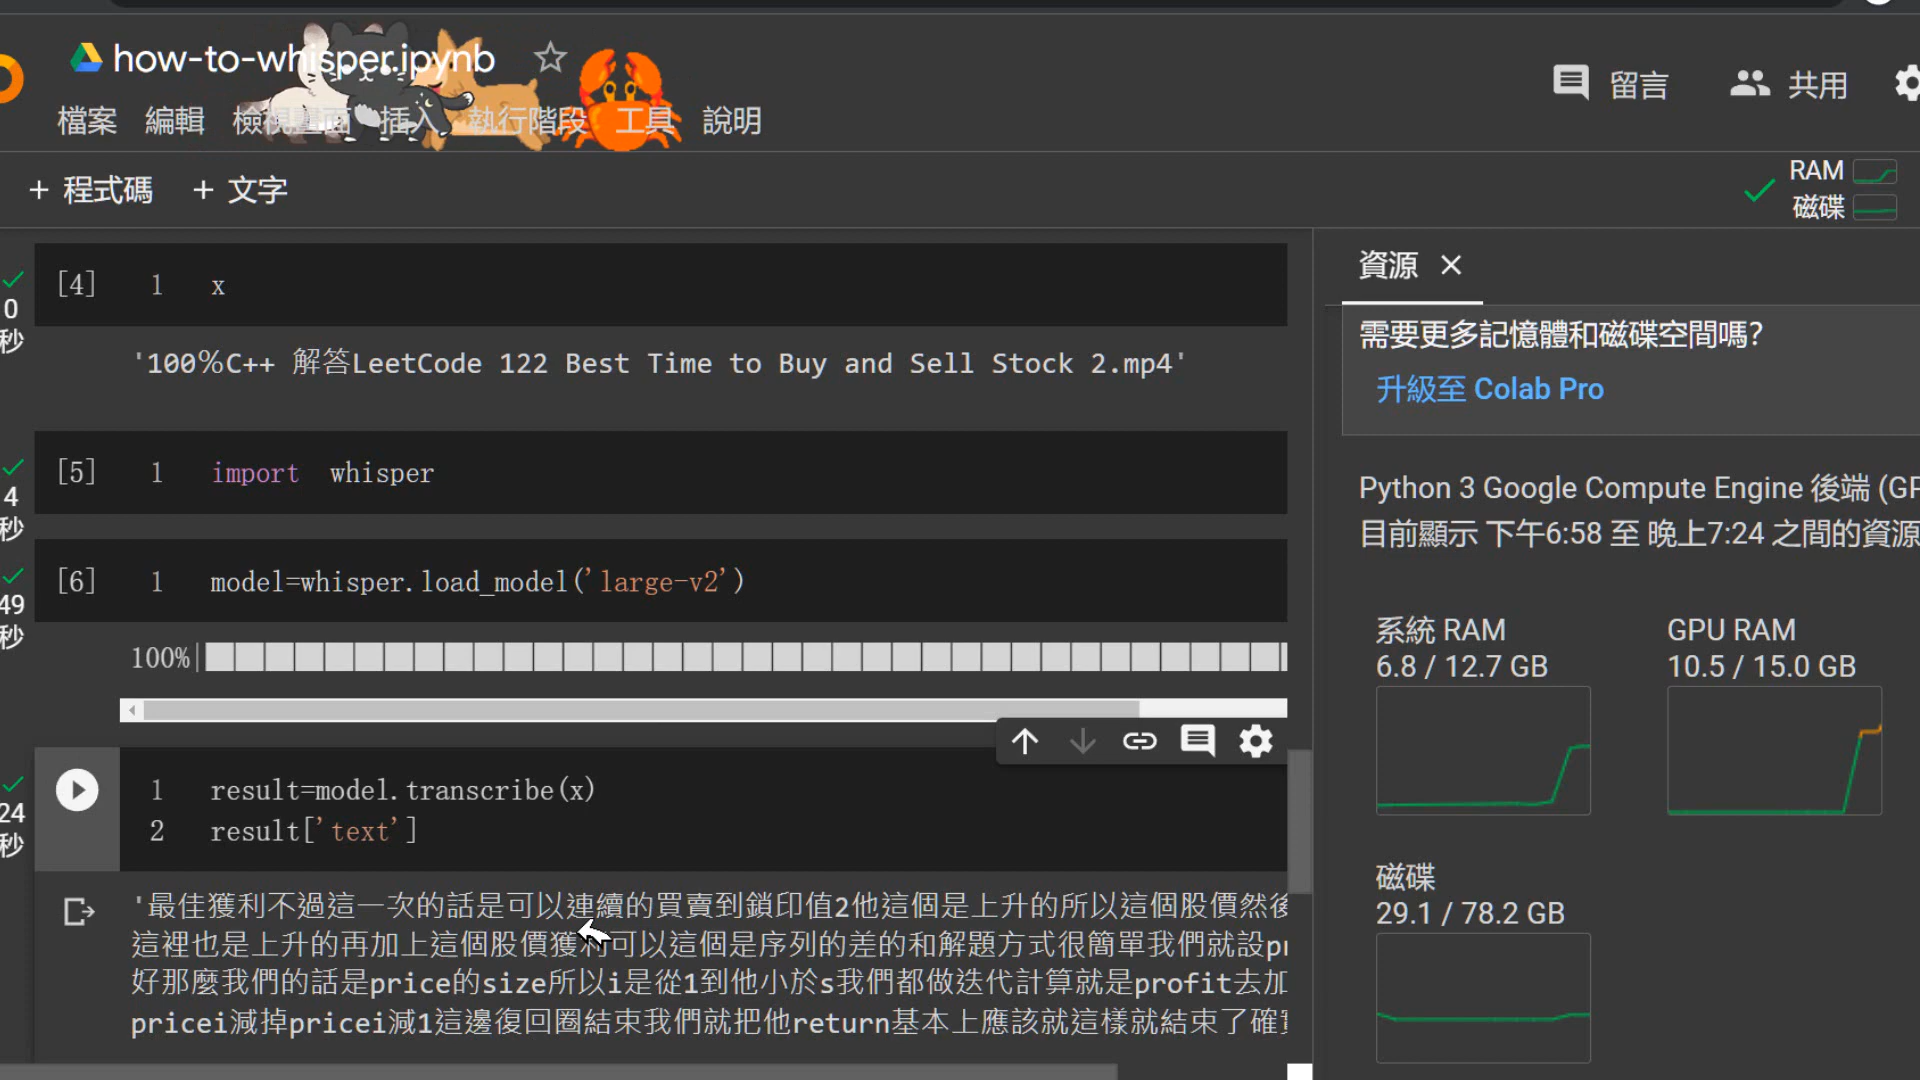 how-to-whisper.ipynb
檔案 編輯 檢視畫面 插入 執行階段 工具 說明
留言 共用
+ 程式碼 + 文字
RAM
磁碟
0
秒
[4] 1 x
'100%C++ 解答LeetCode 122 Best Time to Buy and Sell Stock 2.mp4'
4
秒
[5] 1 import whisper
49
秒
[6] 1 model=whisper.load_model('large-v2')
100%
24
秒
1 result=model.transcribe(x)
2 result['text']
'最佳獲利不過這一次的話是可以連續的買賣到鎖印值2他這個是上升的所以這個股價然後
這裡也是上升的再加上這個股價獲利可以這個是序列的差的和解題方式很簡單我們就設p
好那麼我們的話是price的size所以i是從1到他小於s我們都做迭代計算就是profit去加
pricei減掉pricei減1這邊復回圈結束我們就把他return基本上應該就這樣就結束了確
資源
需要更多記憶體和磁碟空間嗎?
升級至 Colab Pro
Python 3 Google Compute Engine 後端 (GP
目前顯示 下午6:58 至 晚上7:24 之間的資源
系統 RAM
6.8 / 12.7 GB
GPU RAM
10.5 / 15.0 GB
磁碟
29.1 / 78.2 GB